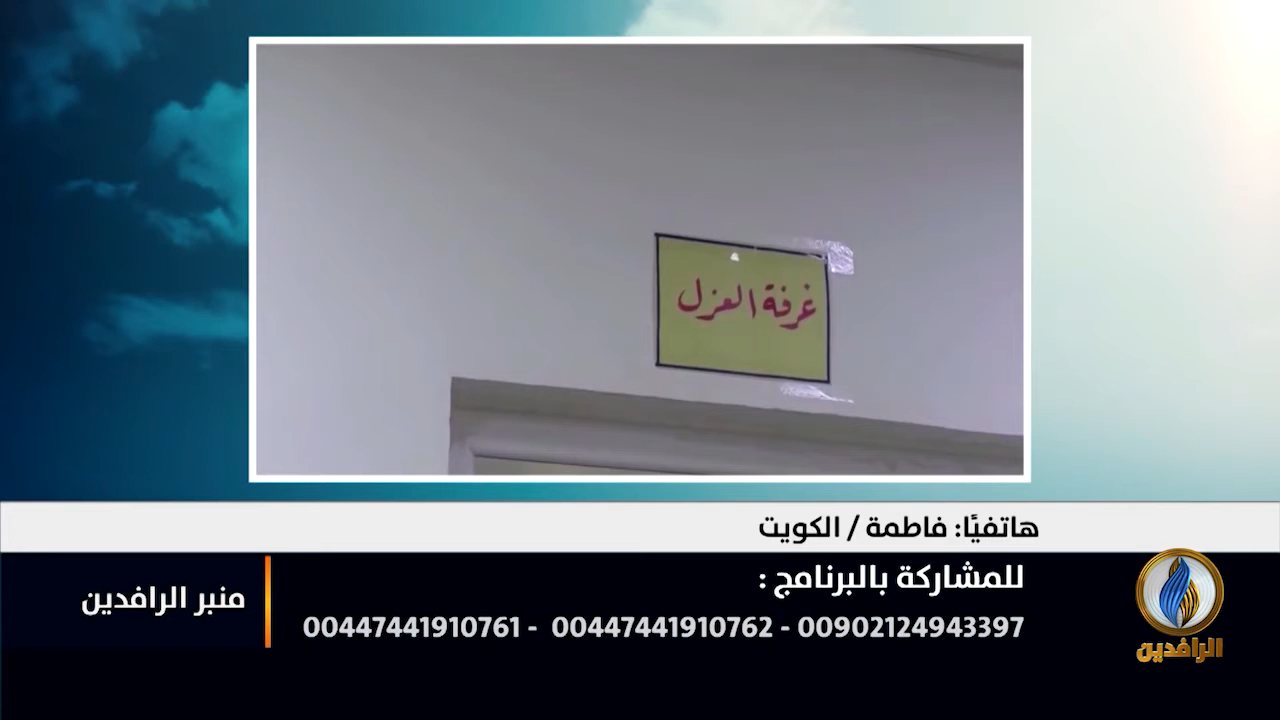 غرفة العزل
هاتفيًا: فاطمة / الكويت
للمشاركة بالبرنامج :
00447441910761 - 00447441910762 - 00902124943397
منبر الرافدين
الرافدين